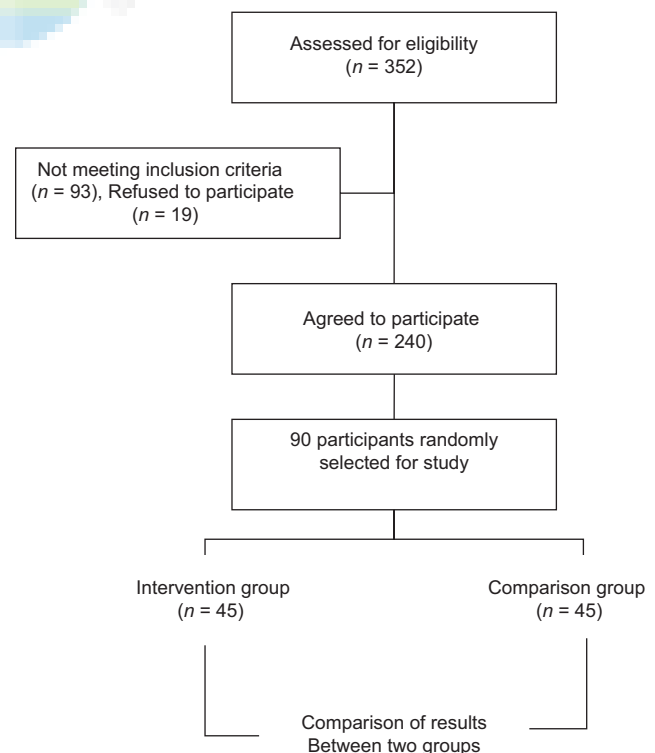 Assessed for eligibility
(n = 352)
Not meeting inclusion criteria
(n = 93), Refused to participate
(n = 19)
Agreed to participate
(n = 240)
90 participants randomly
selected for study
Intervention group
(n = 45)
Comparison group
(n = 45)
Comparison of results
Between two groups